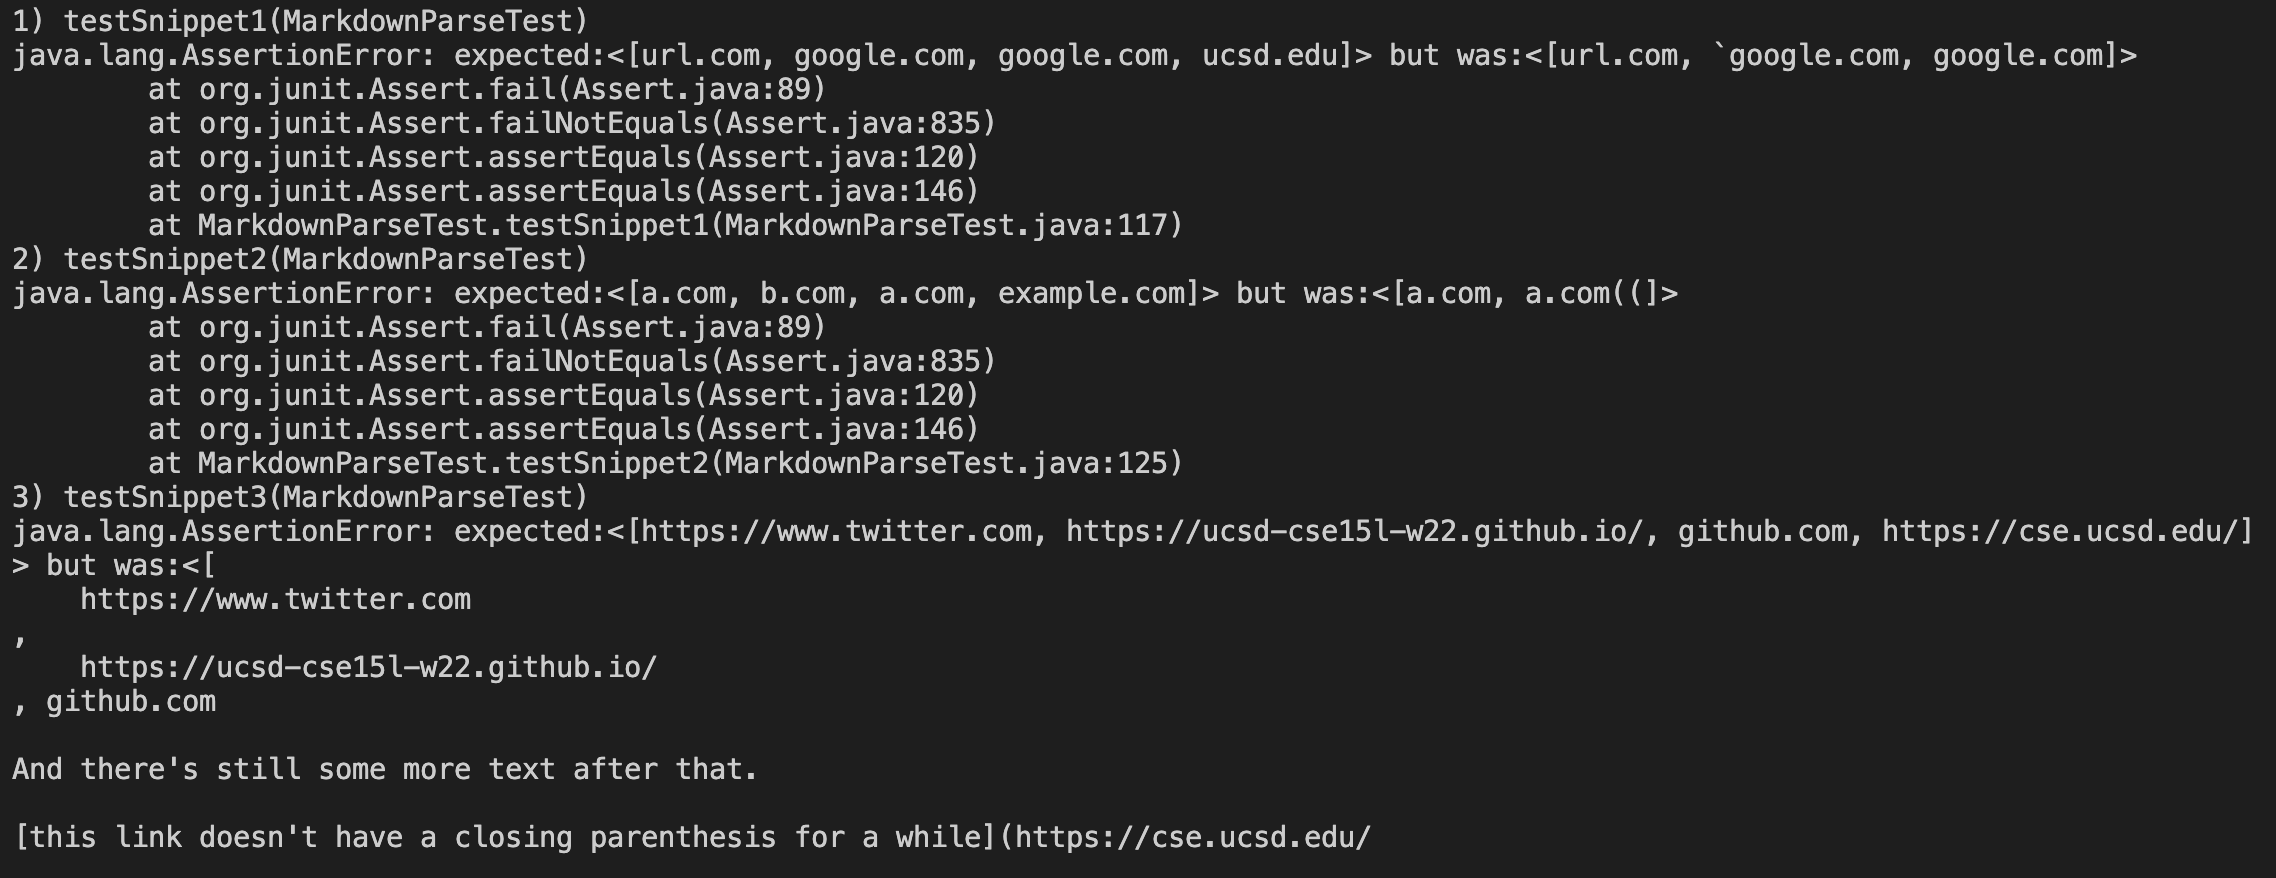 1) testSnippet1(MarkdownParseTest)
java.lang.AssertionError: expected:<[url.com, google.com, google.com, ucsd.edu]> but was:<[url.com, `google.com, google.com]>
        at org.junit.Assert.fail(Assert.java:89)
        at org.junit.Assert.failNotEquals(Assert.java:835)
        at org.junit.Assert.assertEquals(Assert.java:120)
        at org.junit.Assert.assertEquals(Assert.java:146)
        at MarkdownParseTest.testSnippet1(MarkdownParseTest.java:117)
2) testSnippet2(MarkdownParseTest)
java.lang.AssertionError: expected:<[a.com, b.com, a.com, example.com]> but was:<[a.com, a.com((]>
        at org.junit.Assert.fail(Assert.java:89)
        at org.junit.Assert.failNotEquals(Assert.java:835)
        at org.junit.Assert.assertEquals(Assert.java:120)
        at org.junit.Assert.assertEquals(Assert.java:146)
        at MarkdownParseTest.testSnippet2(MarkdownParseTest.java:125)
3) testSnippet3(MarkdownParseTest)
java.lang.AssertionError: expected:<[https://www.twitter.com, https://ucsd-cse15l-w22.github.io/, github.com, https://cse.ucsd.edu/]
> but was:<[
    https://www.twitter.com
,
    https://ucsd-cse15l-w22.github.io/
, github.com

And there's still some more text after that.

[this link doesn't have a closing parenthesis for a while](https://cse.ucsd.edu/